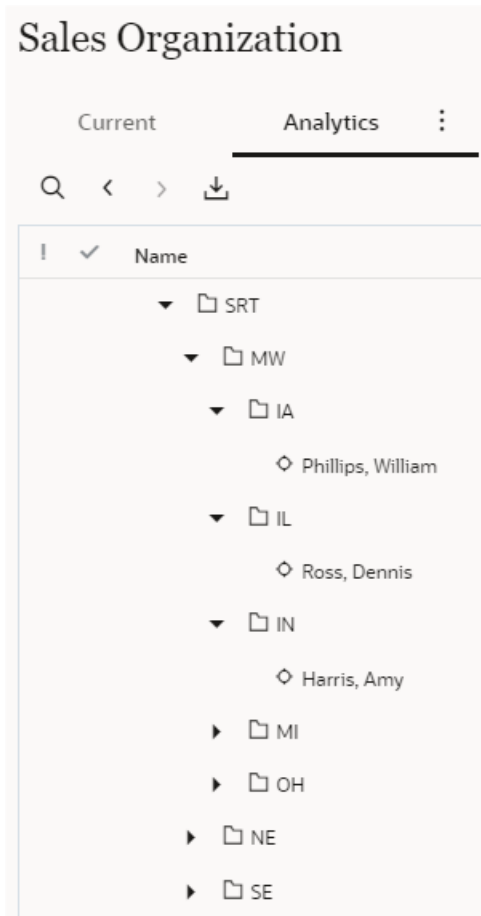 Sales Organization
Current Analytics
! Name
SRT
MW
IA
Phillips, William
IL
Ross, Dennis
IN
Harris, Amy
MI
OH
NE
SE